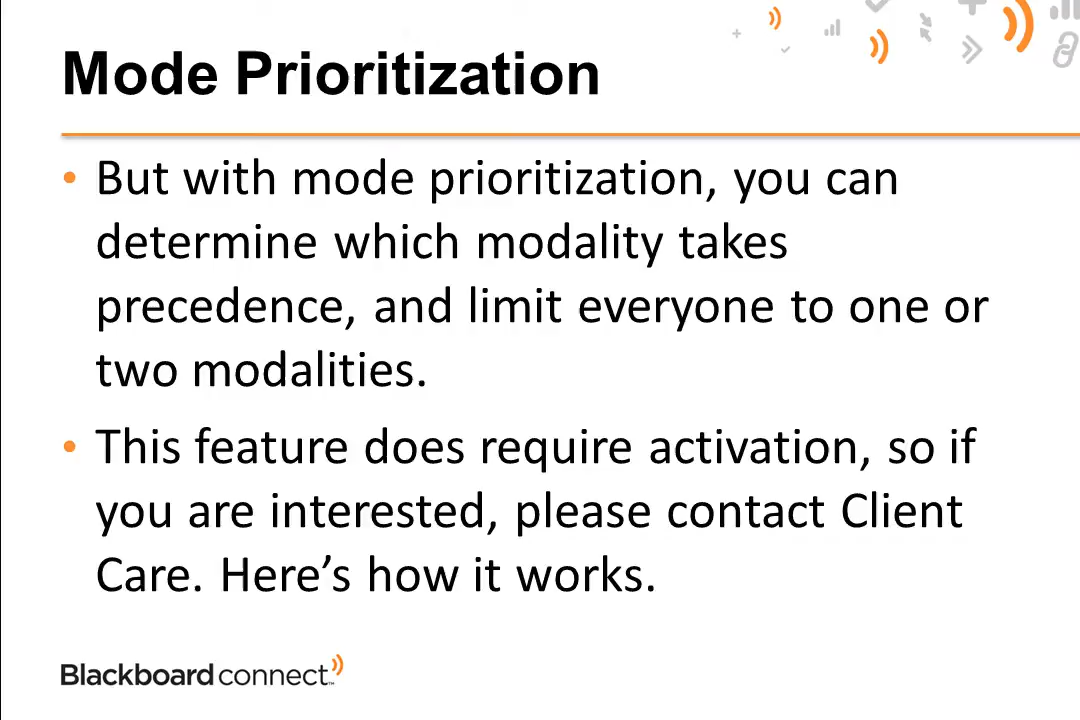 Mode Prioritization
• But with mode prioritization, you can
determine which modality takes
precedence, and limit everyone to one or
two modalities.
• This feature does require activation, so if
you are interested, please contact Client
Care. Here’s how it works.
Blackboard connect™